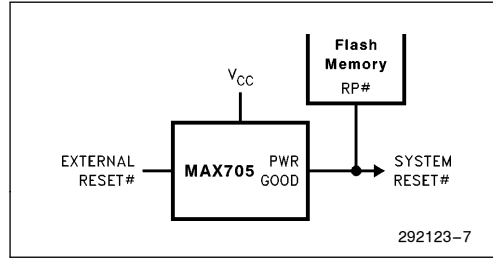 Flash
Memory
RP#
VCC
EXTERNAL
RESET#
MAX705
PWR
GOOD
SYSTEM
RESET#
292123-7